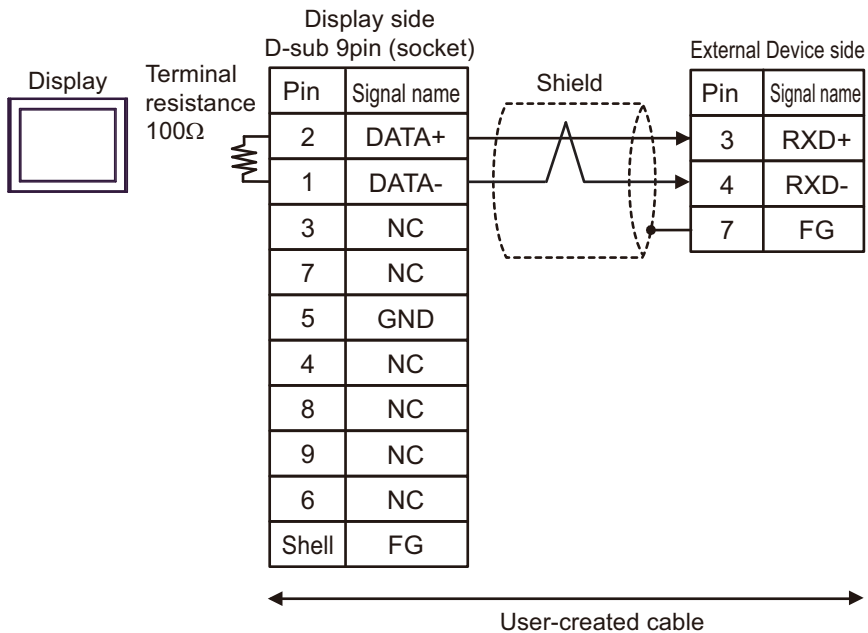 Display side
D-sub 9pin (socket)
External Device side
Display
Terminal
resistance
100Ω
Shield
Pin Signal name
2 DATA+
1 DATA-
3 NC
7 NC
5 GND
4 NC
8 NC
9 NC
6 NC
Shell FG
Pin Signal name
3 RXD+
4 RXD-
7 FG
User-created cable